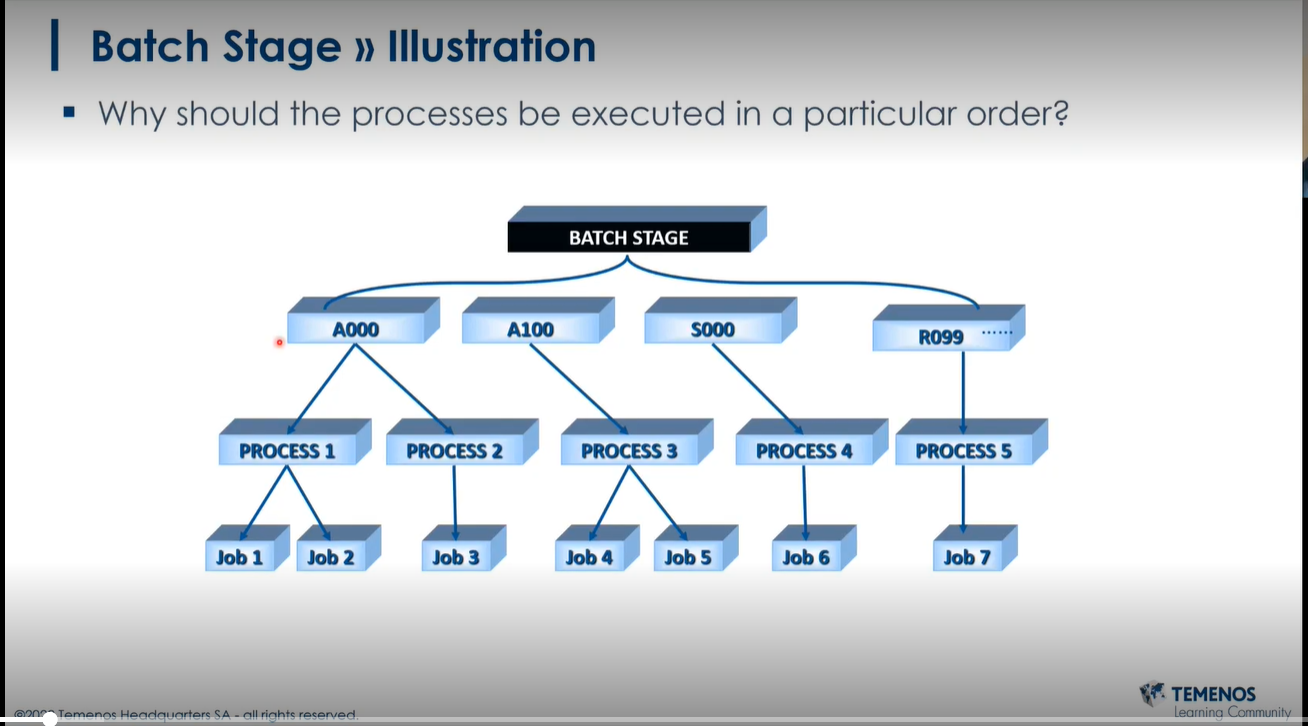 Batch Stage » Illustration
▪ Why should the processes be executed in a particular order?
BATCH STAGE
A000 A100 S000 R099 ......
PROCESS 1 PROCESS 2 PROCESS 3 PROCESS 4 PROCESS 5
Job 1 Job 2 Job 3 Job 4 Job 5 Job 6 Job 7
TEMENOS
Learning Community
Temenos Headquarters SA - all rights reserved.